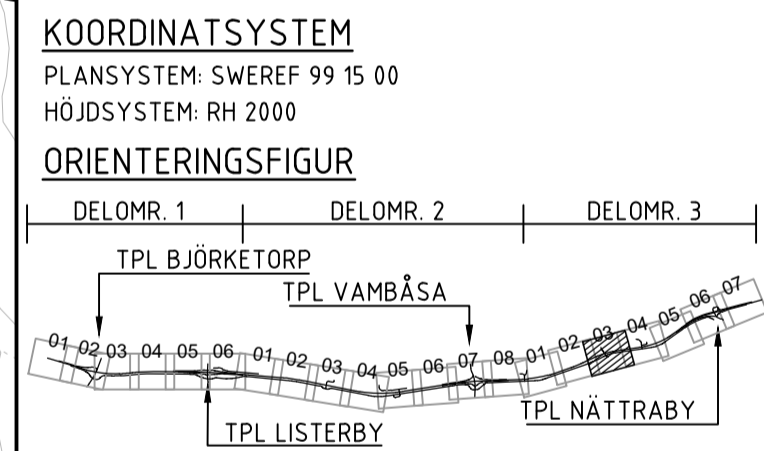 KOORDINATSYSTEM
PLANSYSTEM: SWEREF 99 15 00
HÖJDSYSTEM: RH 2000
ORIENTERINGSFIGUR
DELOMR. 1 DELOMR. 2 DELOMR. 3
TPL BJÖRKETORP
TPL VAMBÅSA
01 02 03 04 05 06 01 02 03 04 05 06 07 08 01 02 03 04 05 06 07
TPL NÄTTRABY
TPL LISTERBY